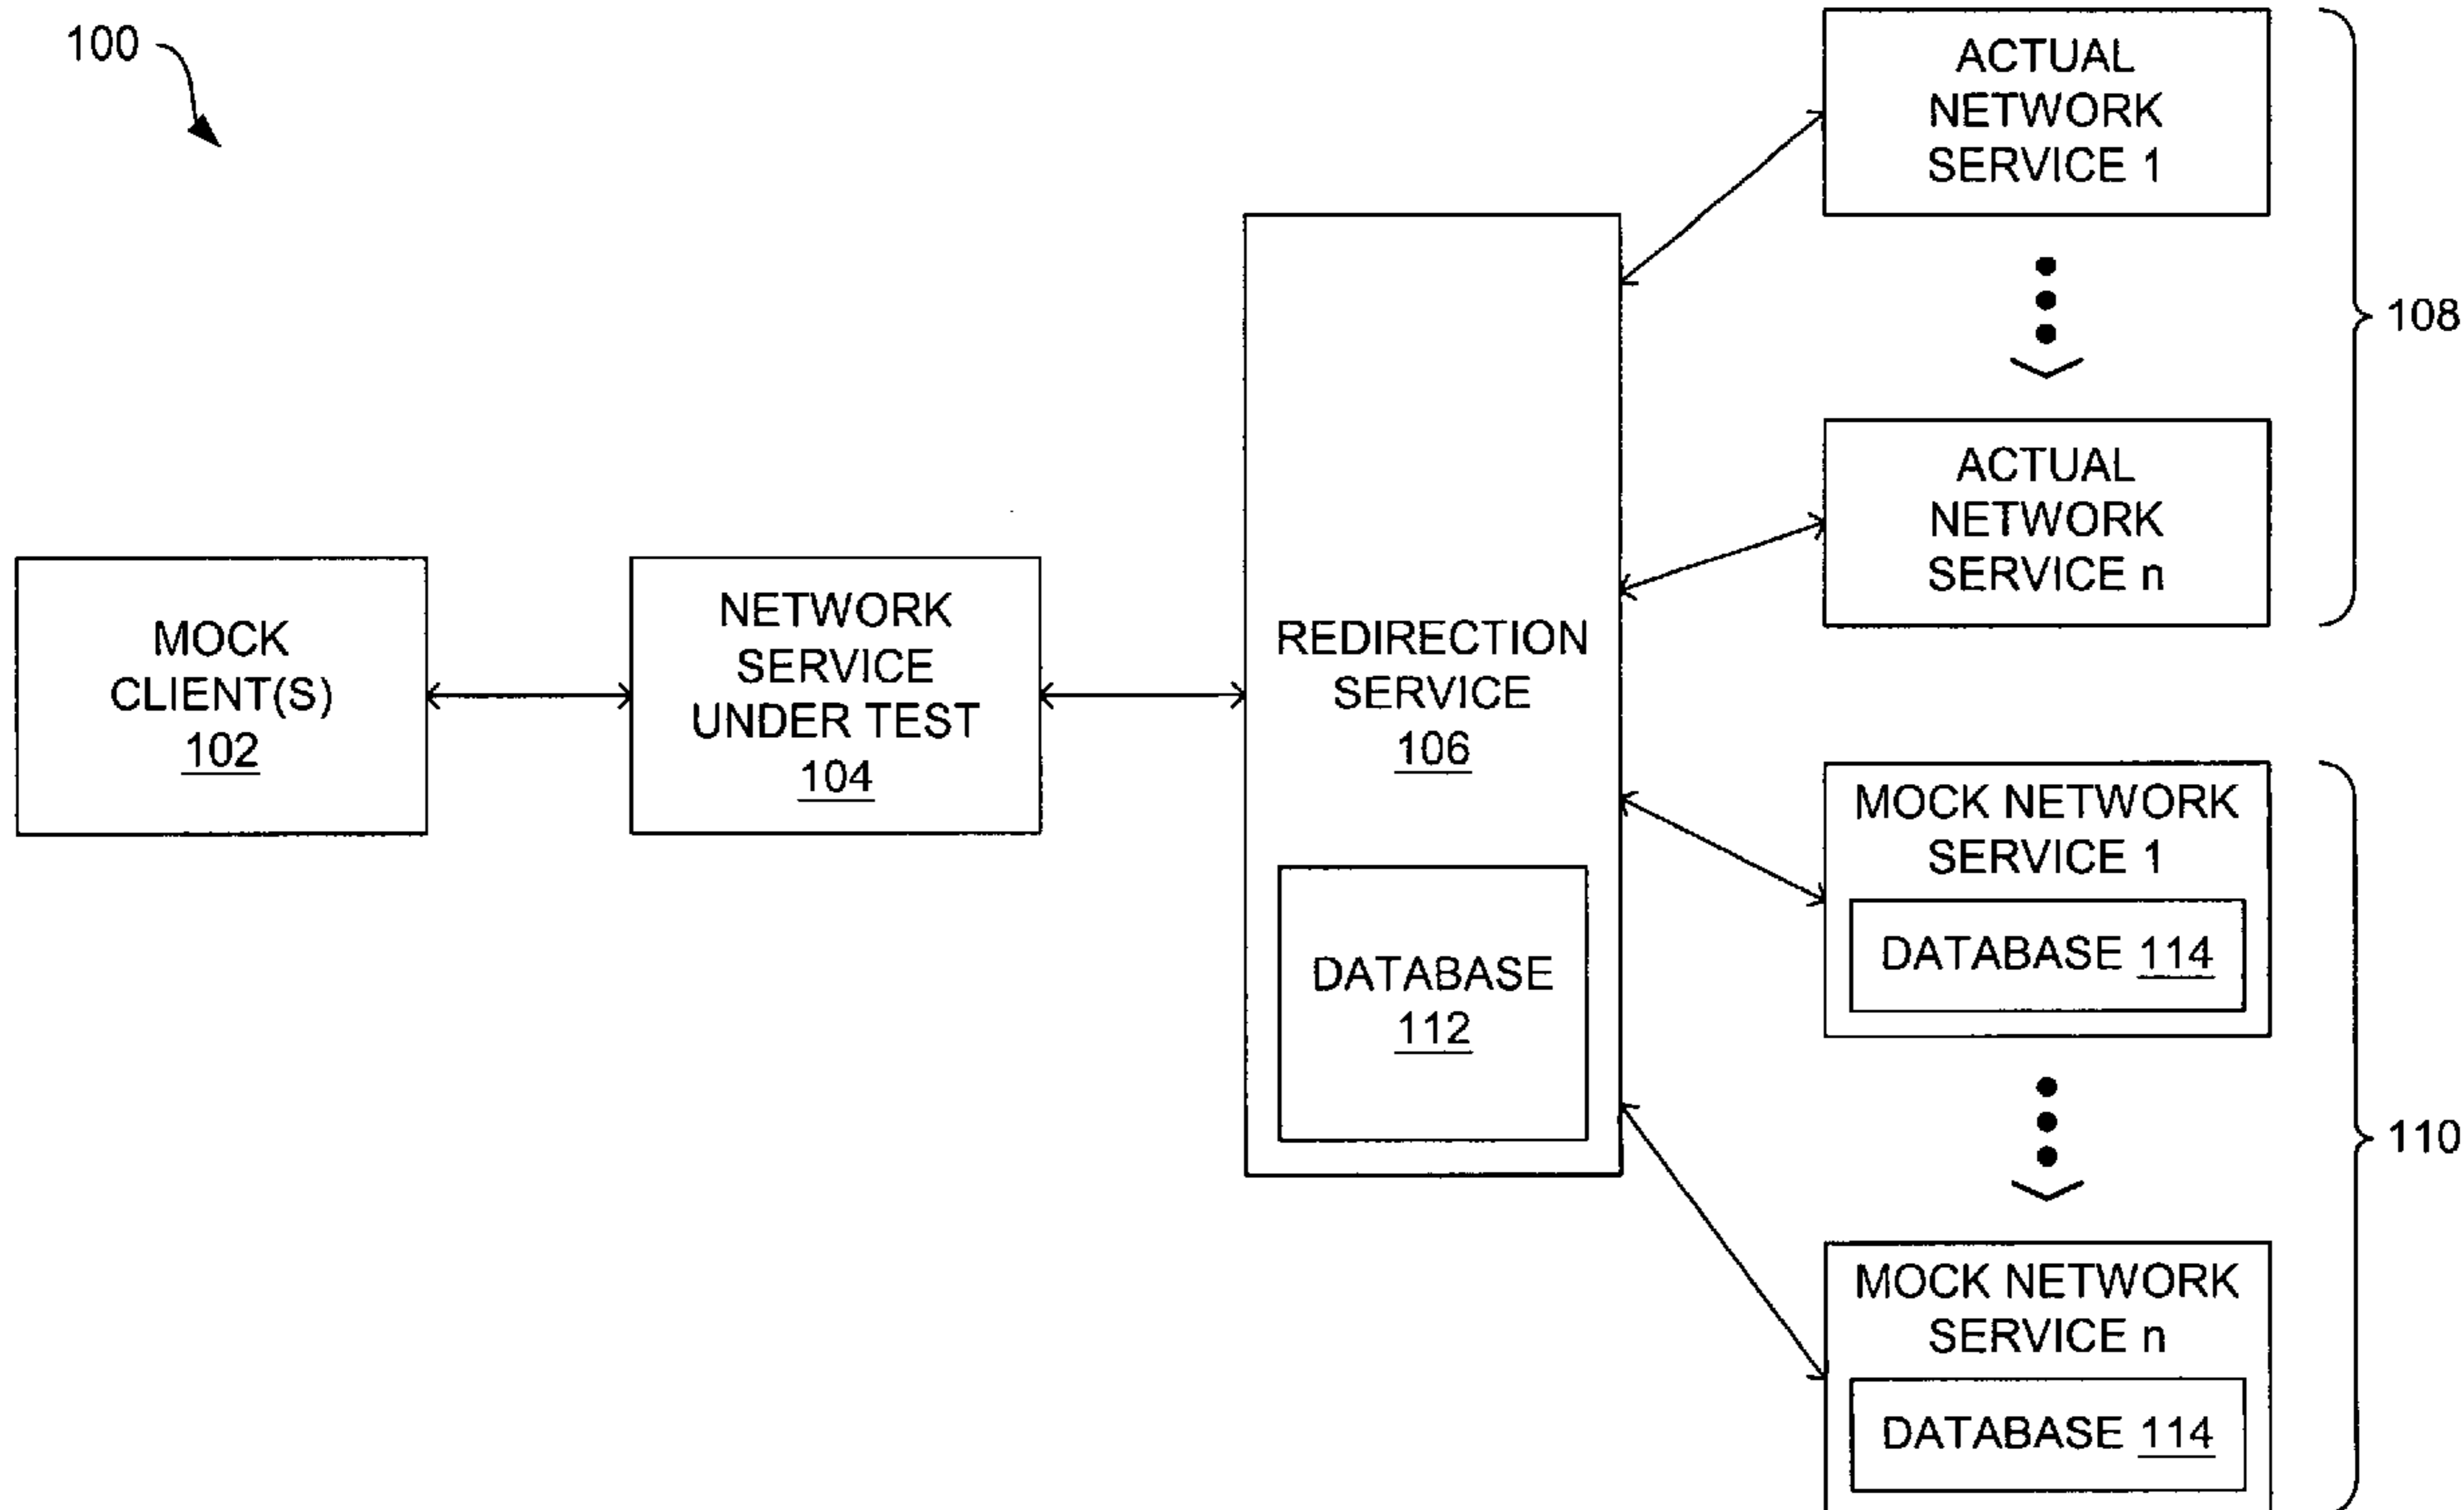 100
ACTUAL
NETWORK
SERVICE 1
108
ACTUAL
NETWORK
SERVICE n
MOCK
CLIENT(S)
102
NETWORK
SERVICE
UNDER TEST
104
REDIRECTION
SERVICE
106
DATABASE
112
MOCK NETWORK
SERVICE 1
DATABASE 114
110
MOCK NETWORK
SERVICE n
DATABASE 114